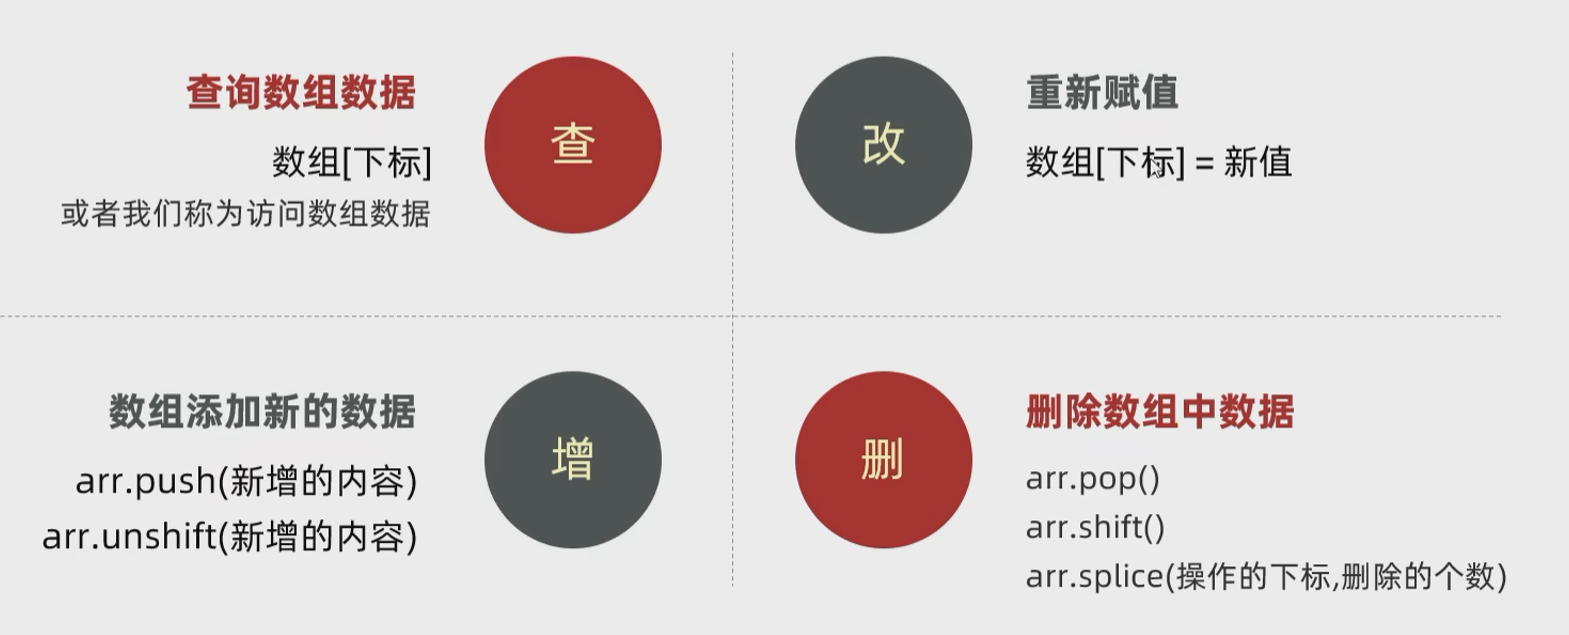 查询数组数据
数组[下标]
或者我们称为访问数组数据
查
改
重新赋值
数组[下标] = 新值
数组添加新的数据
arr.push(新增的内容)
arr.unshift(新增的内容)
增
删
删除数组中数据
arr.pop()
arr.shift()
arr.splice(操作的下标,删除的个数)